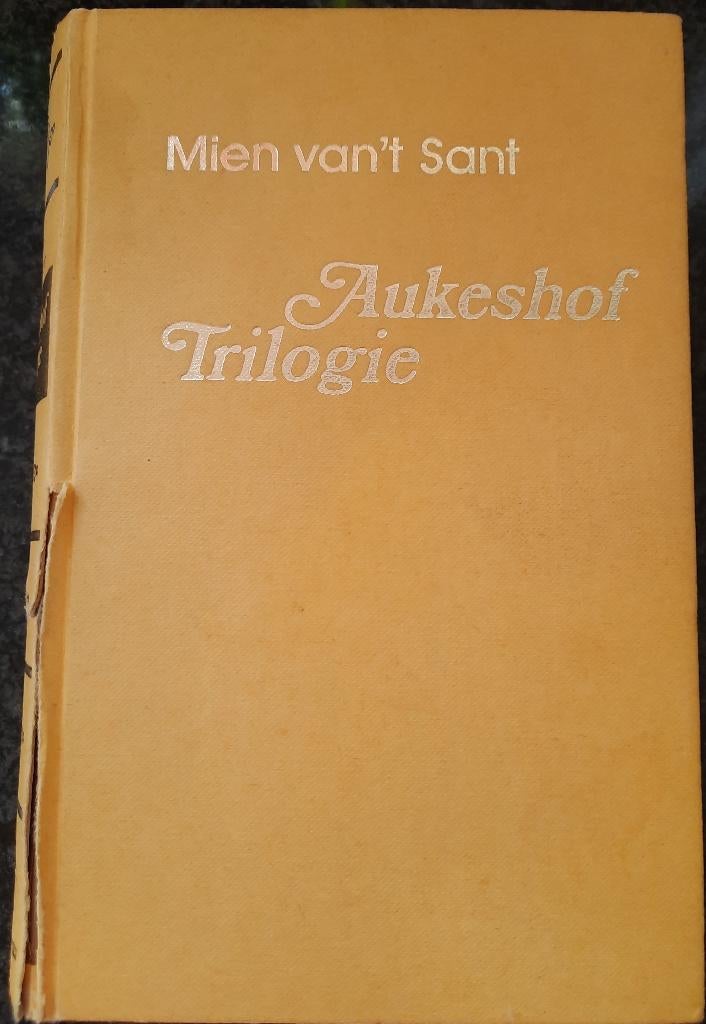 Mien van't Sant
Aukeshof
Trilogie